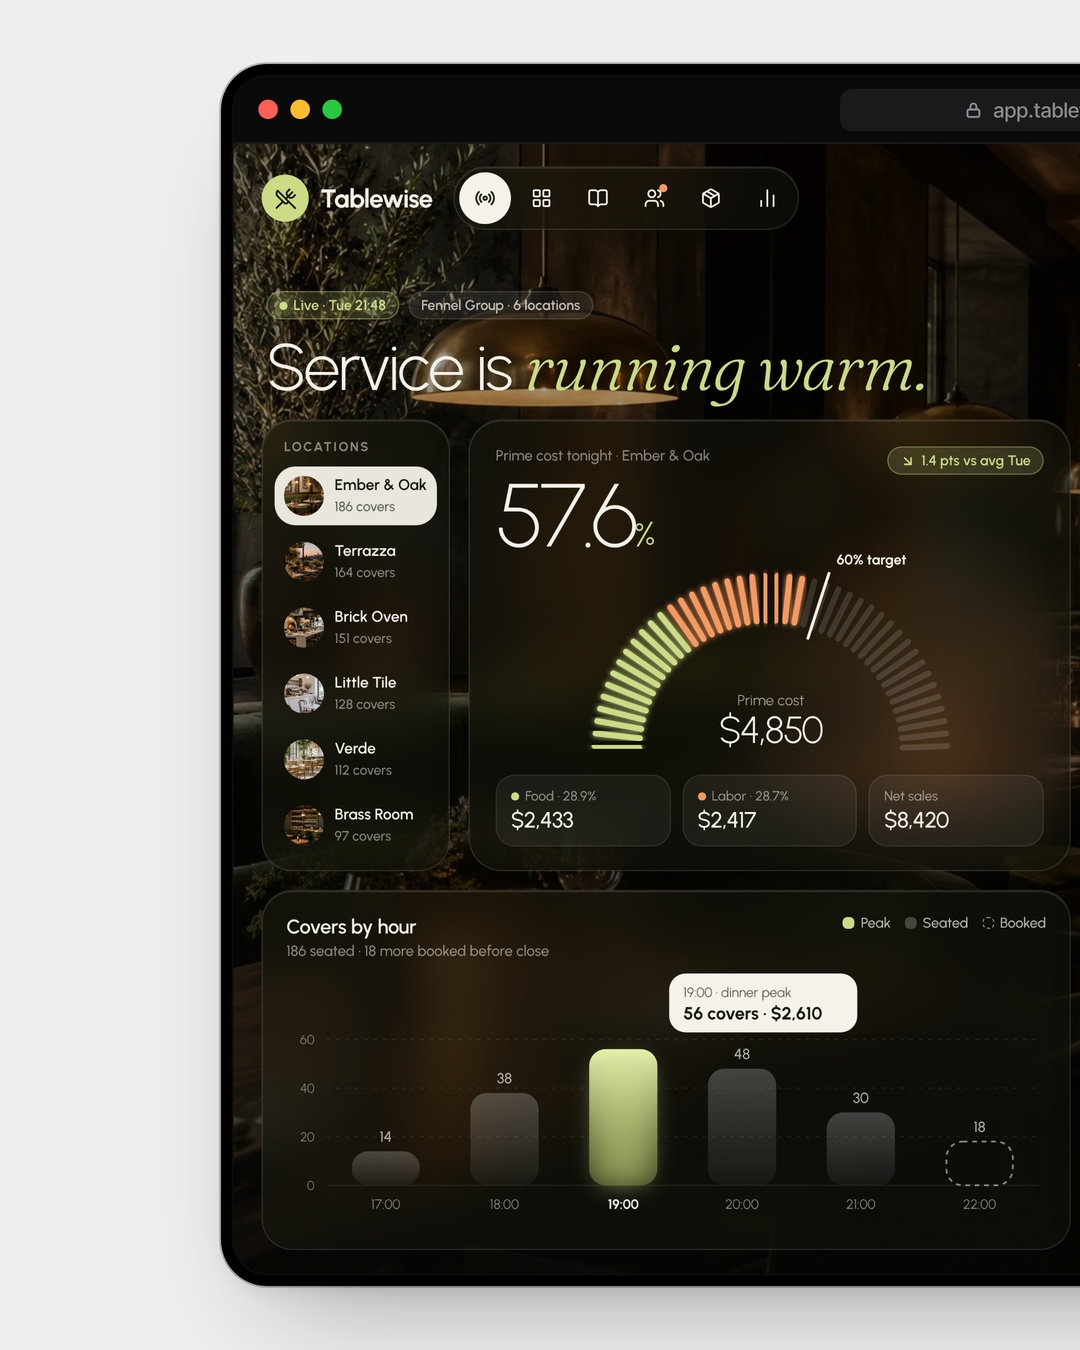 app.table
Tablewise
Live · Tue 21:48
Fennel Group · 6 locations
Service is running warm.
LOCATIONS
Ember & Oak
186 covers
Terrazza
164 covers
Brick Oven
151 covers
Little Tile
128 covers
Verde
112 covers
Brass Room
97 covers
Prime cost tonight · Ember & Oak
1.4 pts vs avg Tue
57.6%
60% target
Prime cost
$4,850
Food · 28.9%
$2,433
Labor · 28.7%
$2,417
Net sales
$8,420
Covers by hour
186 seated · 18 more booked before close
Peak
Seated
Booked
19:00 · dinner peak
56 covers · $2,610
60
40
20
0
14
38
48
30
18
17:00
18:00
19:00
20:00
21:00
22:00